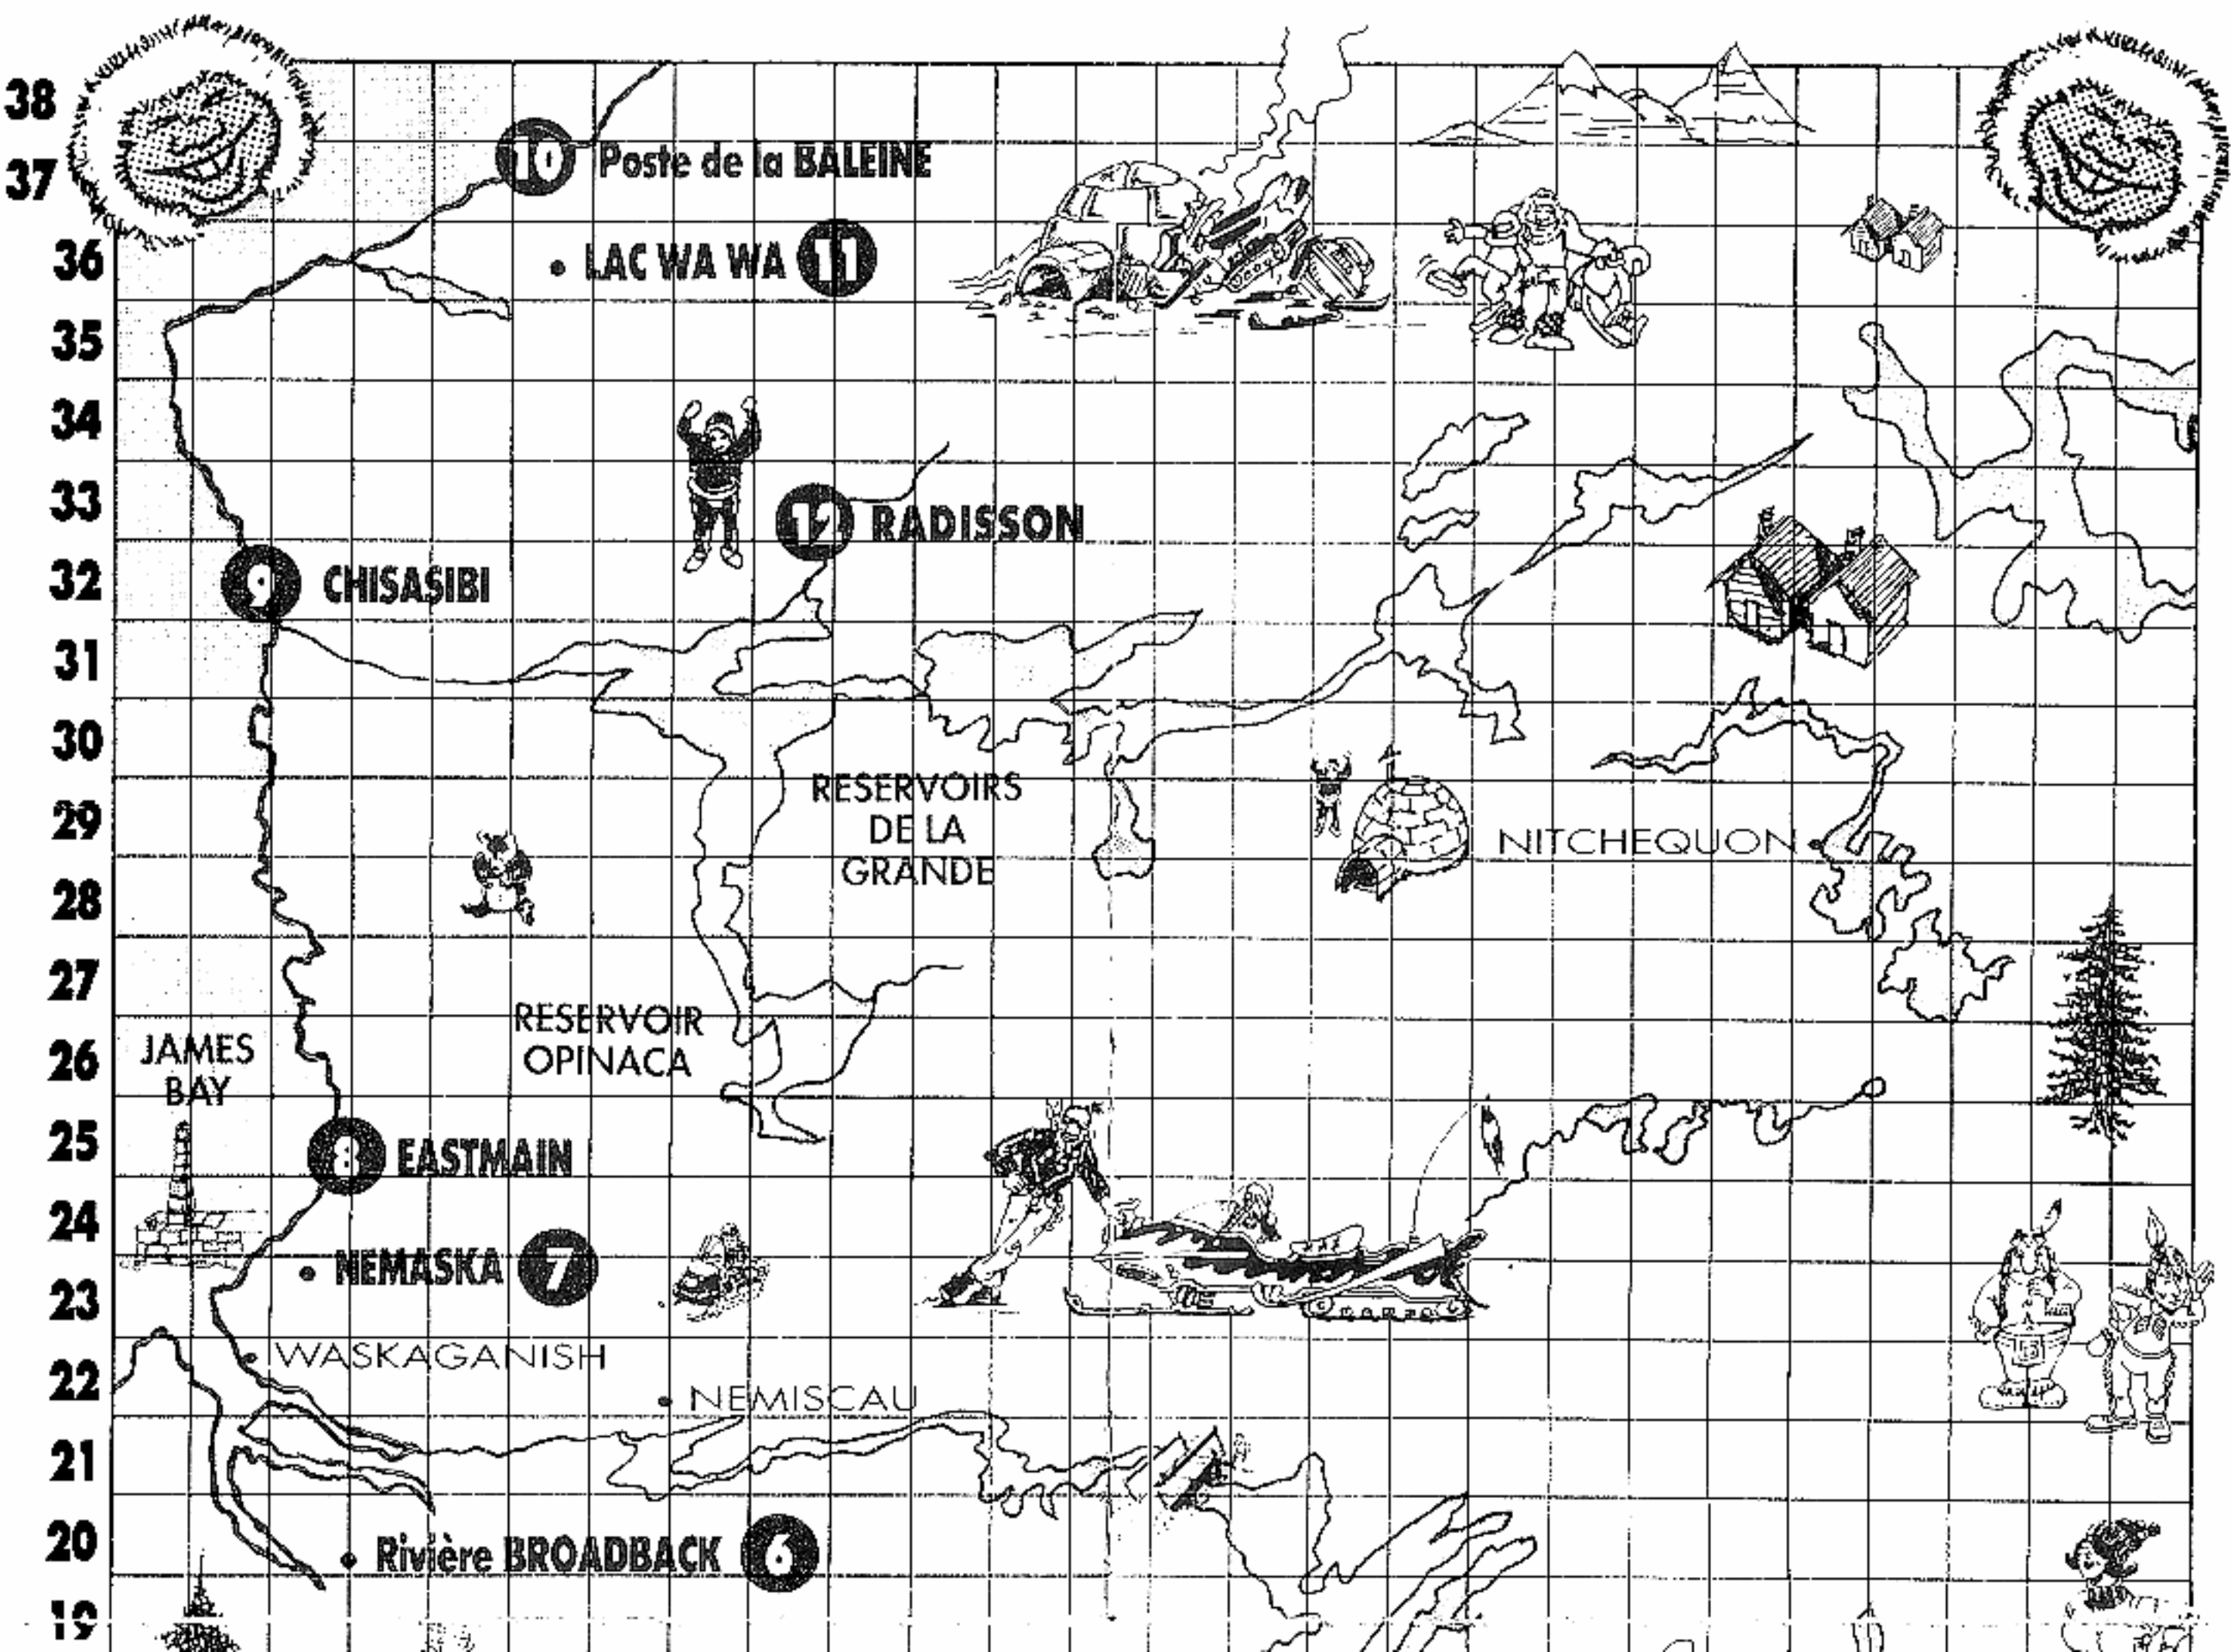 38
10 Poste de la BALEINE
37
36
• LAC WA WA 11
35
34
33
12 RADISSON
32
9 CHISASIBI
31
30
RESERVOIRS
DE LA
GRANDE
29
NITCHEQUON
28
27
RESERVOIR
OPINACA
JAMES
BAY
26
25
8 EASTMAIN
24
• NEMASKA 7
23
• WASKAGANISH
22
• NEMISCAU
21
20
• Rivière BROADBACK 6
19